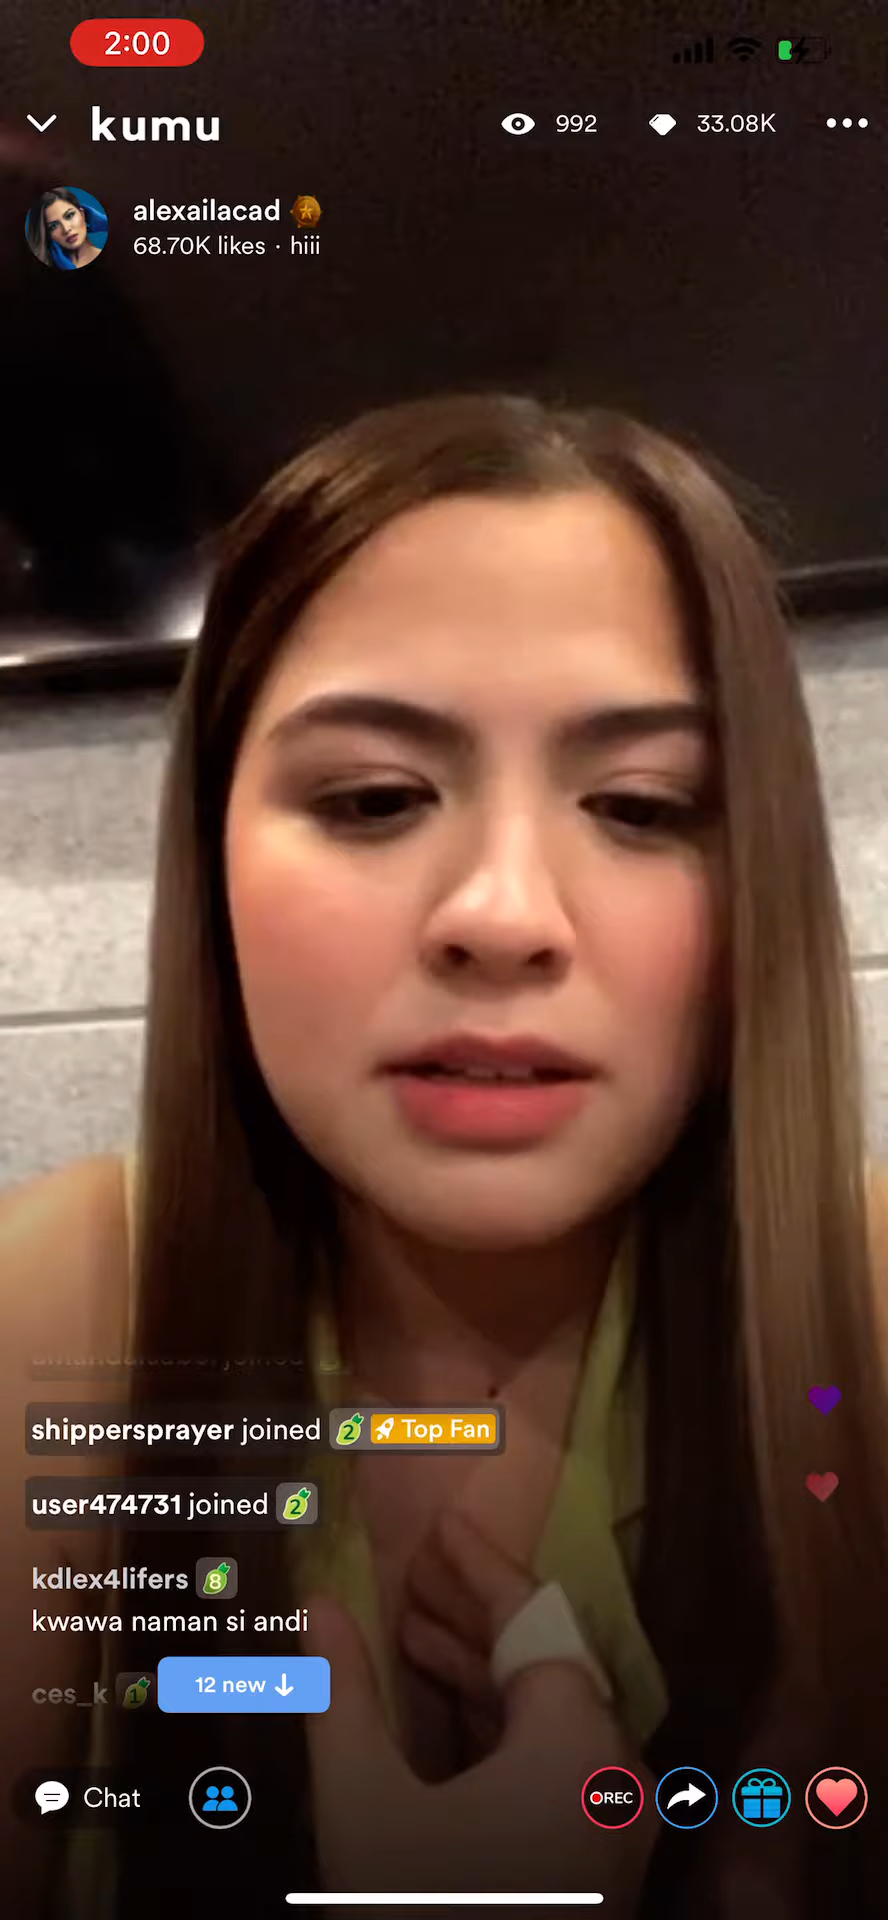 2:00
kumu
992
33.08K
alexailacad
68.70K likes · hiii
shippersprayer joined 2 Top Fan
user474731 joined 2
kdlex4lifers 8
kwawa naman si andi
ces_k 1
12 new
Chat
REC